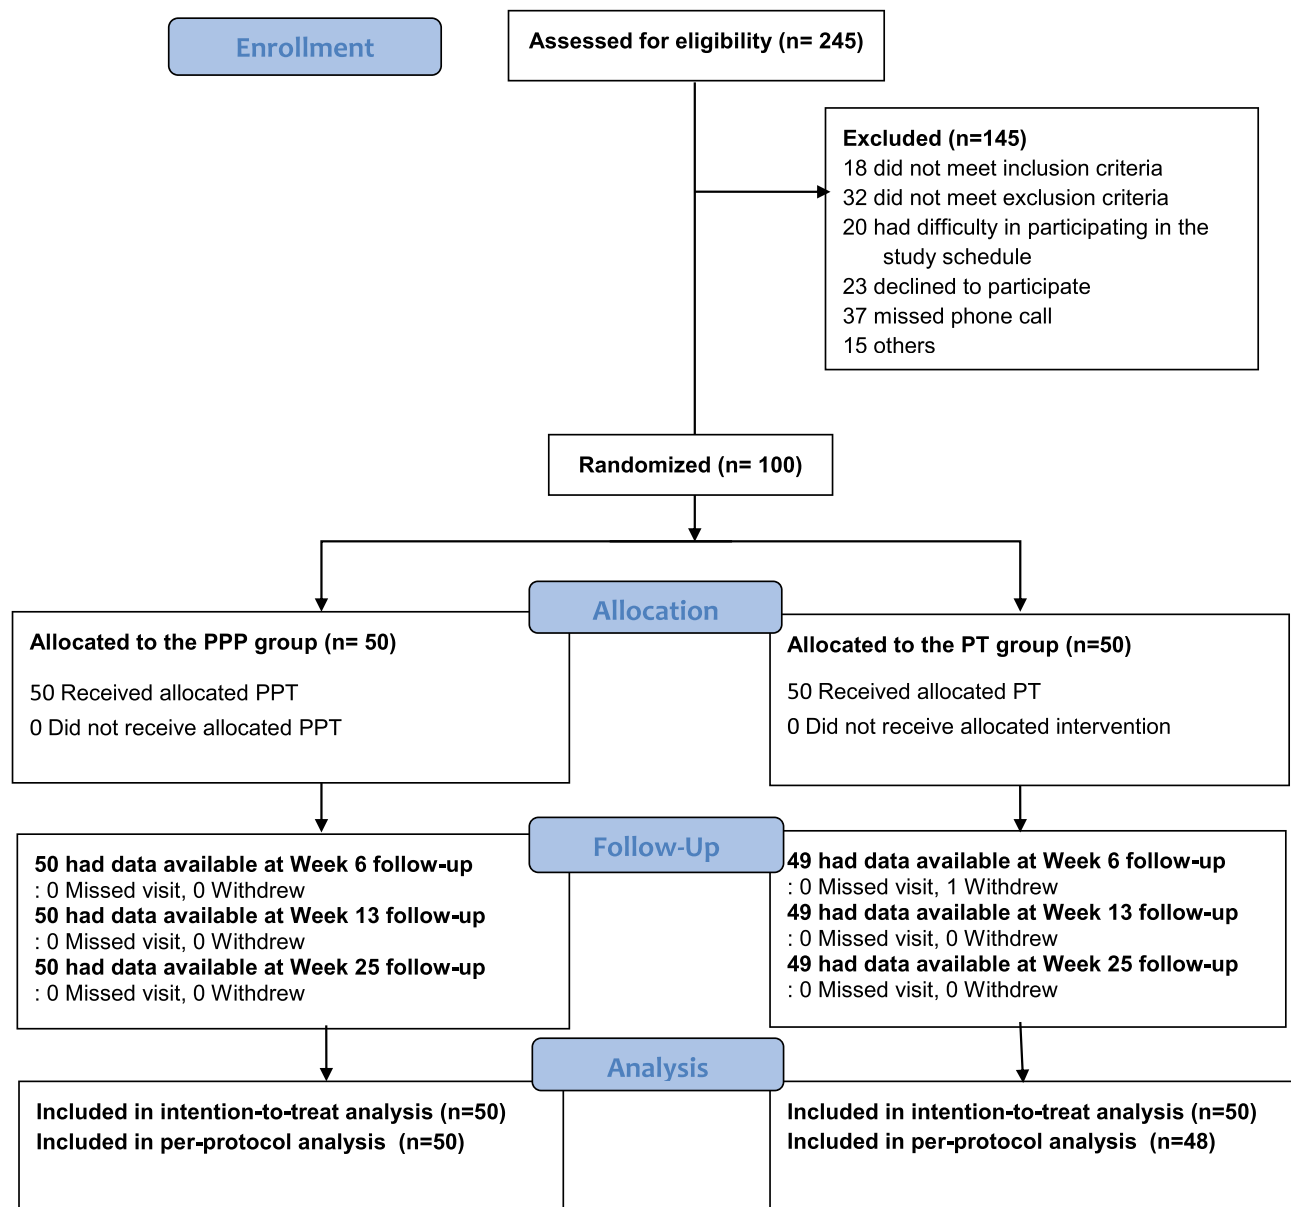 Enrollment
Assessed for eligibility (n= 245)
Excluded (n=145)
18 did not meet inclusion criteria
32 did not meet exclusion criteria
20 had difficulty in participating in the
study schedule
23 declined to participate
37 missed phone call
15 others
Randomized (n= 100)
Allocation
Allocated to the PPP group (n= 50)
50 Received allocated PPT
0 Did not receive allocated PPT
Allocated to the PT group (n=50)
50 Received allocated PT
0 Did not receive allocated intervention
Follow-Up
50 had data available at Week 6 follow-up
: 0 Missed visit, 0 Withdrew
50 had data available at Week 13 follow-up
: 0 Missed visit, 0 Withdrew
50 had data available at Week 25 follow-up
: 0 Missed visit, 0 Withdrew
49 had data available at Week 6 follow-up
: 0 Missed visit, 1 Withdrew
49 had data available at Week 13 follow-up
: 0 Missed visit, 0 Withdrew
49 had data available at Week 25 follow-up
: 0 Missed visit, 0 Withdrew
Analysis
Included in intention-to-treat analysis (n=50)
Included in per-protocol analysis (n=50)
Included in intention-to-treat analysis (n=50)
Included in per-protocol analysis (n=48)